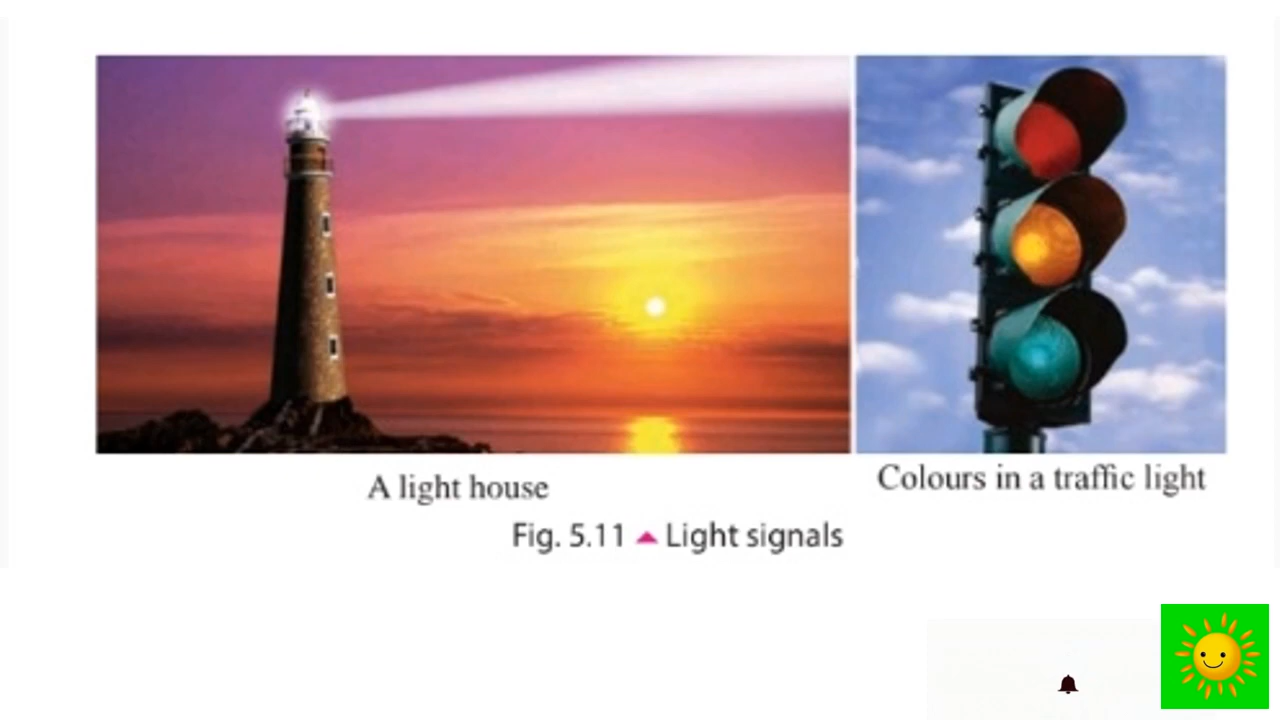 A light house
Colours in a traffic light
Fig. 5.11 ▲ Light signals